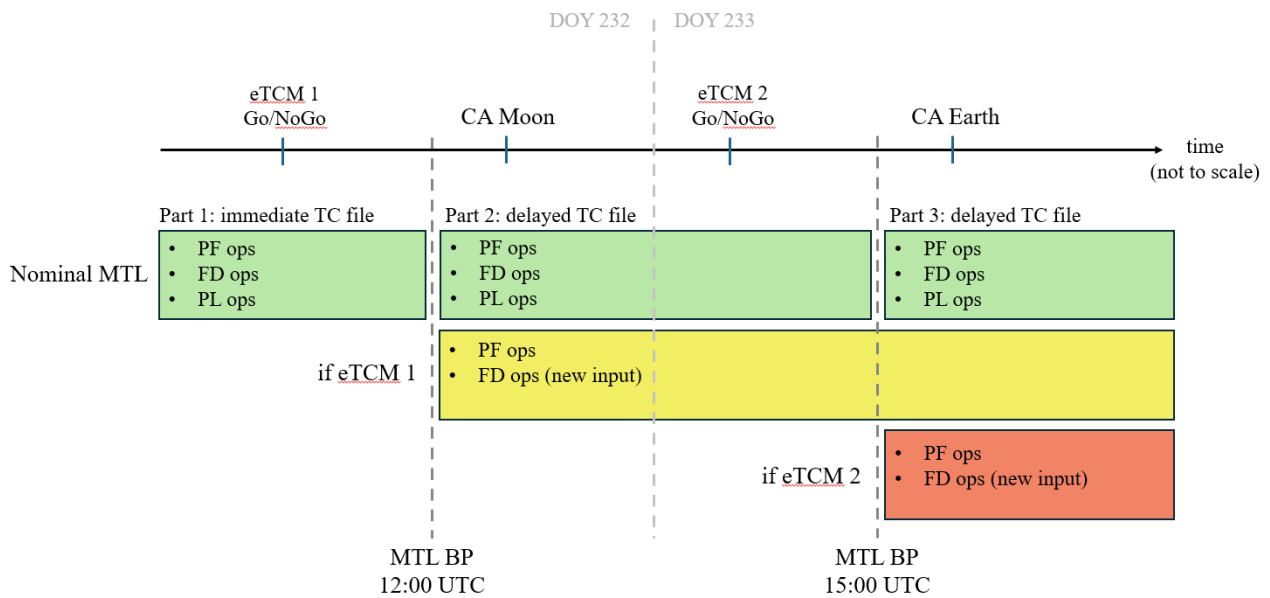 DOY 232
DOY 233
eTCM 1
Go/NoGo
CA Moon
eTCM 2
Go/NoGo
CA Earth
time
(not to scale)
Part 1: immediate TC file
Part 2: delayed TC file
Part 3: delayed TC file
Nominal MTL
• PF ops
• FD ops
• PL ops
• PF ops
• FD ops
• PL ops
• PF ops
• FD ops
• PL ops
if eTCM 1
• PF ops
• FD ops (new input)
if eTCM 2
• PF ops
• FD ops (new input)
MTL BP
12:00 UTC
MTL BP
15:00 UTC